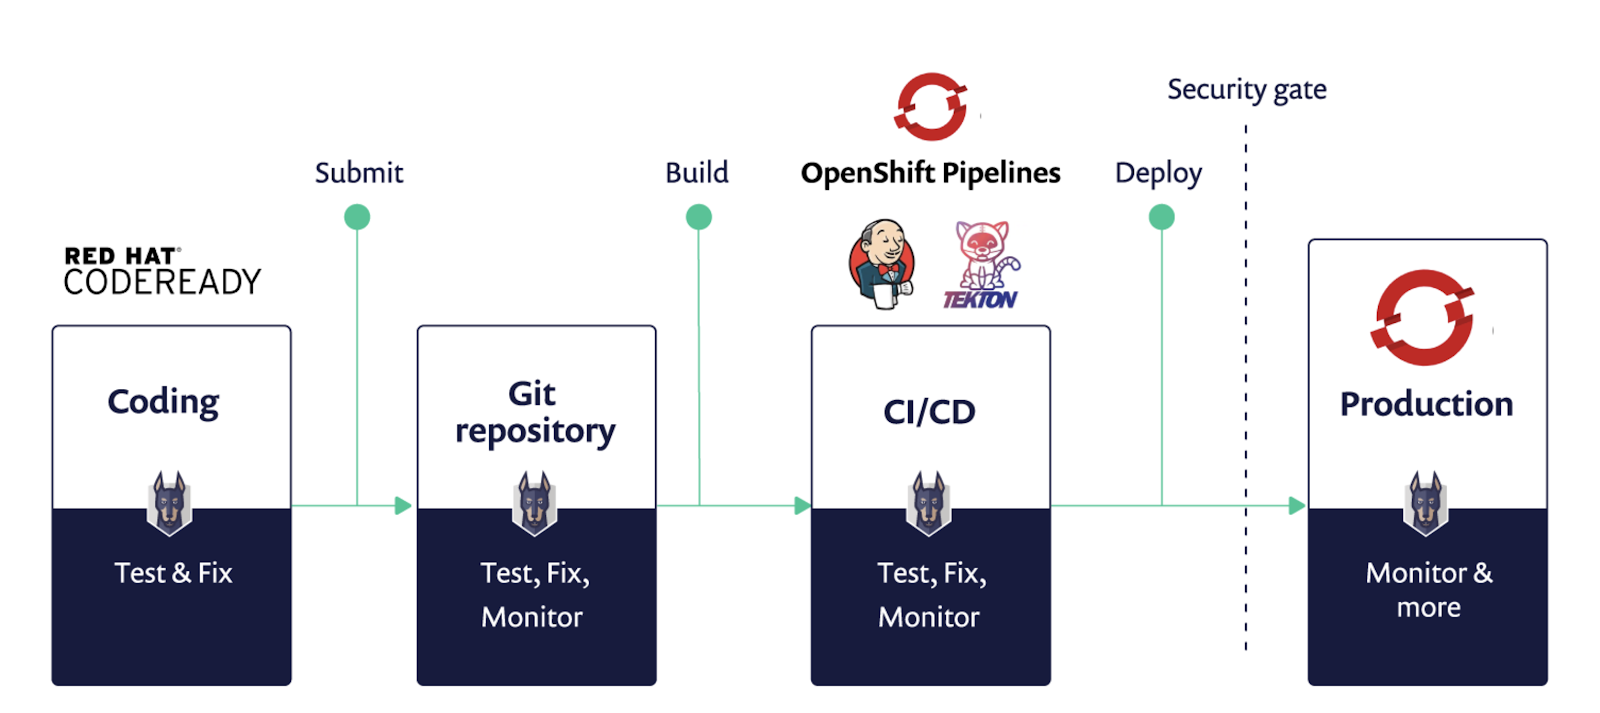 Security gate
Submit
Build
OpenShift Pipelines
Deploy
RED HAT®
CODEREADY
TEKTON
Coding
Git
repository
CI/CD
Production
Test & Fix
Test, Fix,
Monitor
Test, Fix,
Monitor
Monitor &
more